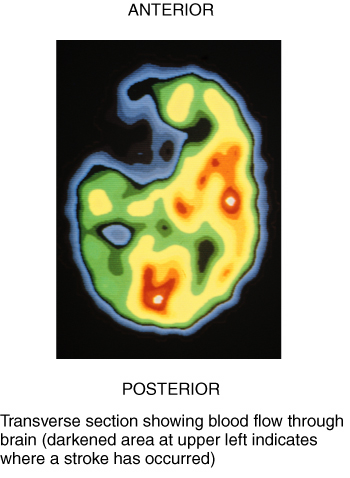 ANTERIOR
POSTERIOR
Transverse section showing blood flow through
brain (darkened area at upper left indicates
where a stroke has occurred)